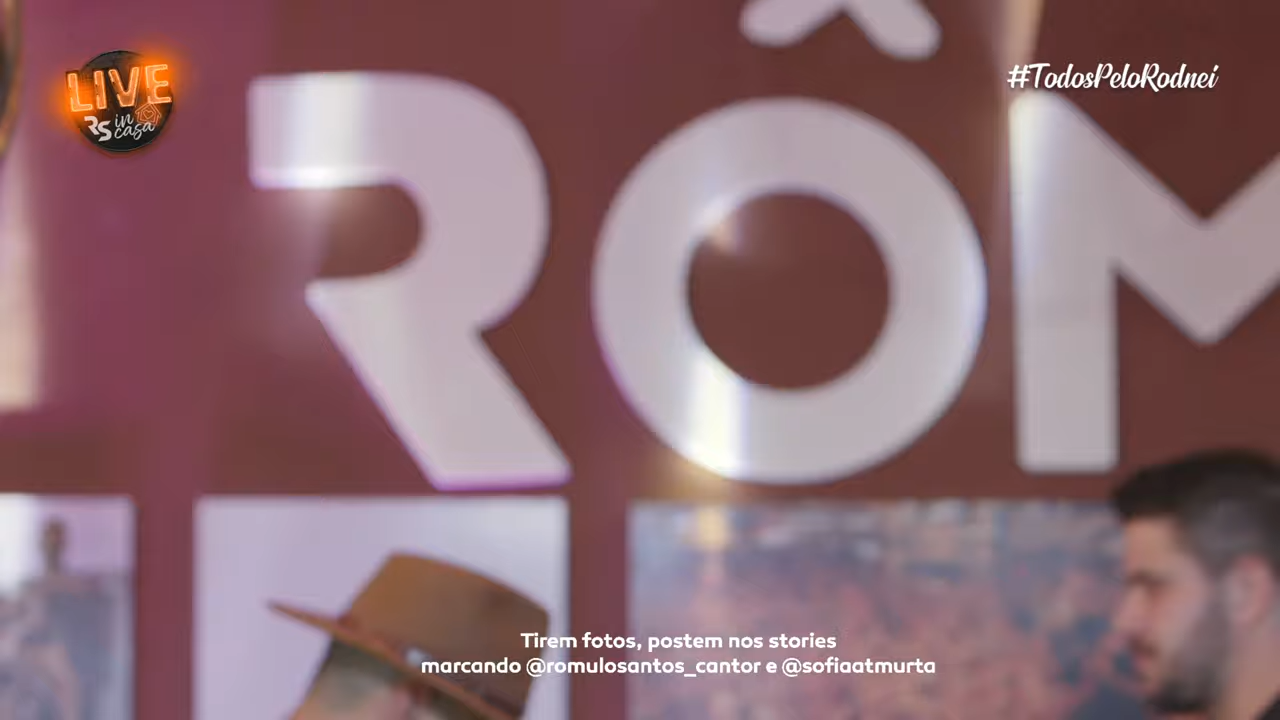 LIVE
RS in
casa
#TodosPeloRodnei
RÔM
Tirem fotos, postem nos stories
marcando @romulosantos_cantor e @sofiaatmurta